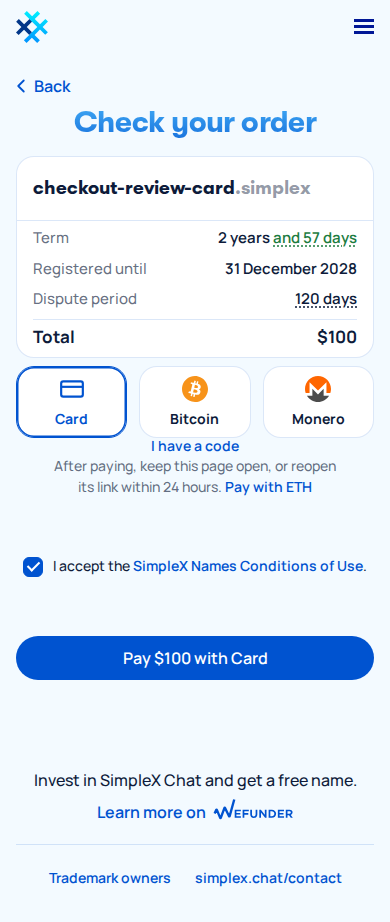 Back
Check your order
checkout-review-card.simplex
Term 2 years and 57 days
Registered until 31 December 2028
Dispute period 120 days
Total $100
Card Bitcoin Monero
I have a code
After paying, keep this page open, or reopen
its link within 24 hours. Pay with ETH
I accept the SimpleX Names Conditions of Use.
Pay $100 with Card
Invest in SimpleX Chat and get a free name.
Learn more on WEFUNDER
Trademark owners simplex.chat/contact